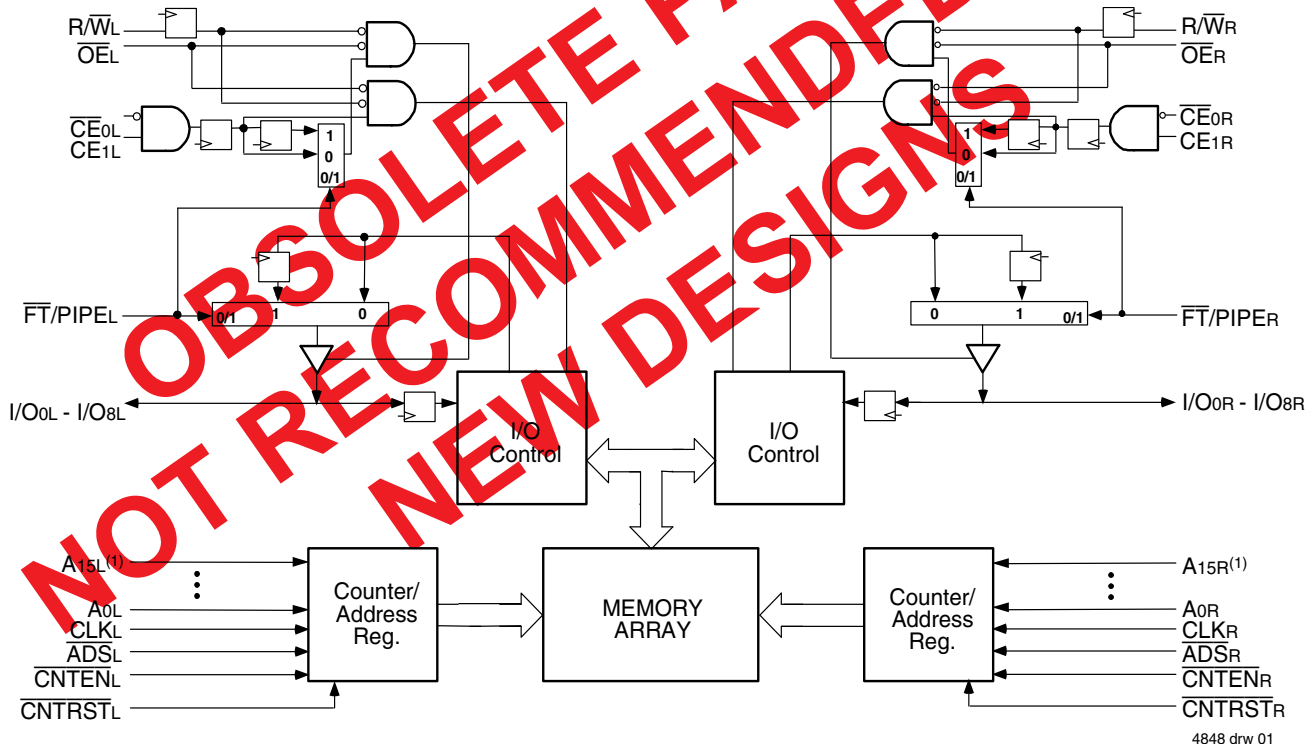 R/W̅L
O̅E̅L
C̅E̅0L
CE1L
1
0
0/1
F̅T̅/PIPEL
0/1 1 0
I/O0L - I/O8L
R/W̅R
O̅E̅R
C̅E̅0R
CE1R
1
0
0/1
F̅T̅/PIPER
0 1 0/1
I/O0R - I/O8R
I/O
Control
I/O
Control
A15L(1)
A0L
CLKL
A̅D̅S̅L
C̅N̅T̅E̅N̅L
C̅N̅T̅R̅S̅T̅L
Counter/
Address
Reg.
MEMORY
ARRAY
Counter/
Address
Reg.
A15R(1)
A0R
CLKR
A̅D̅S̅R
C̅N̅T̅E̅N̅R
C̅N̅T̅R̅S̅T̅R
4848 drw 01
OBSOLETE
NOT RECOMMENDED
NEW DESIGNS